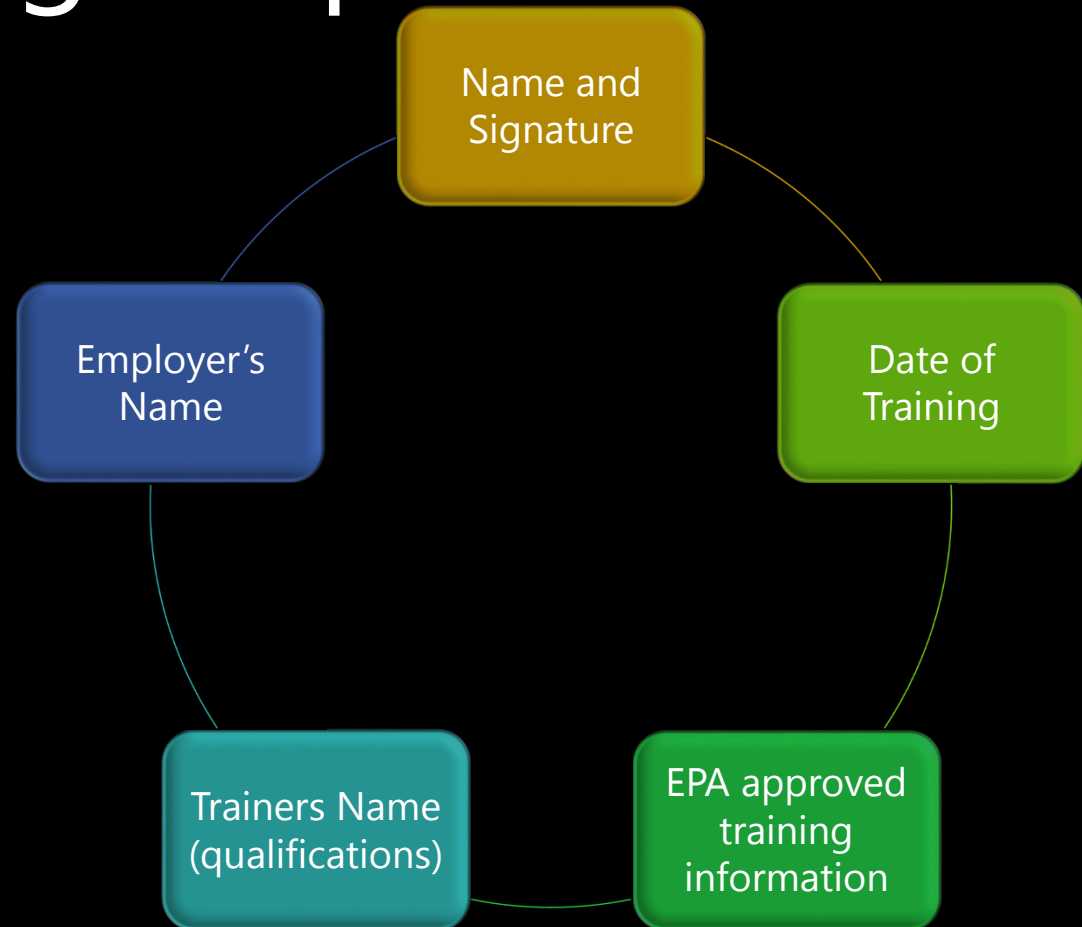 Name and
Signature
Date of
Training
EPA approved
training
information
Trainers Name
(qualifications)
Employer’s
Name